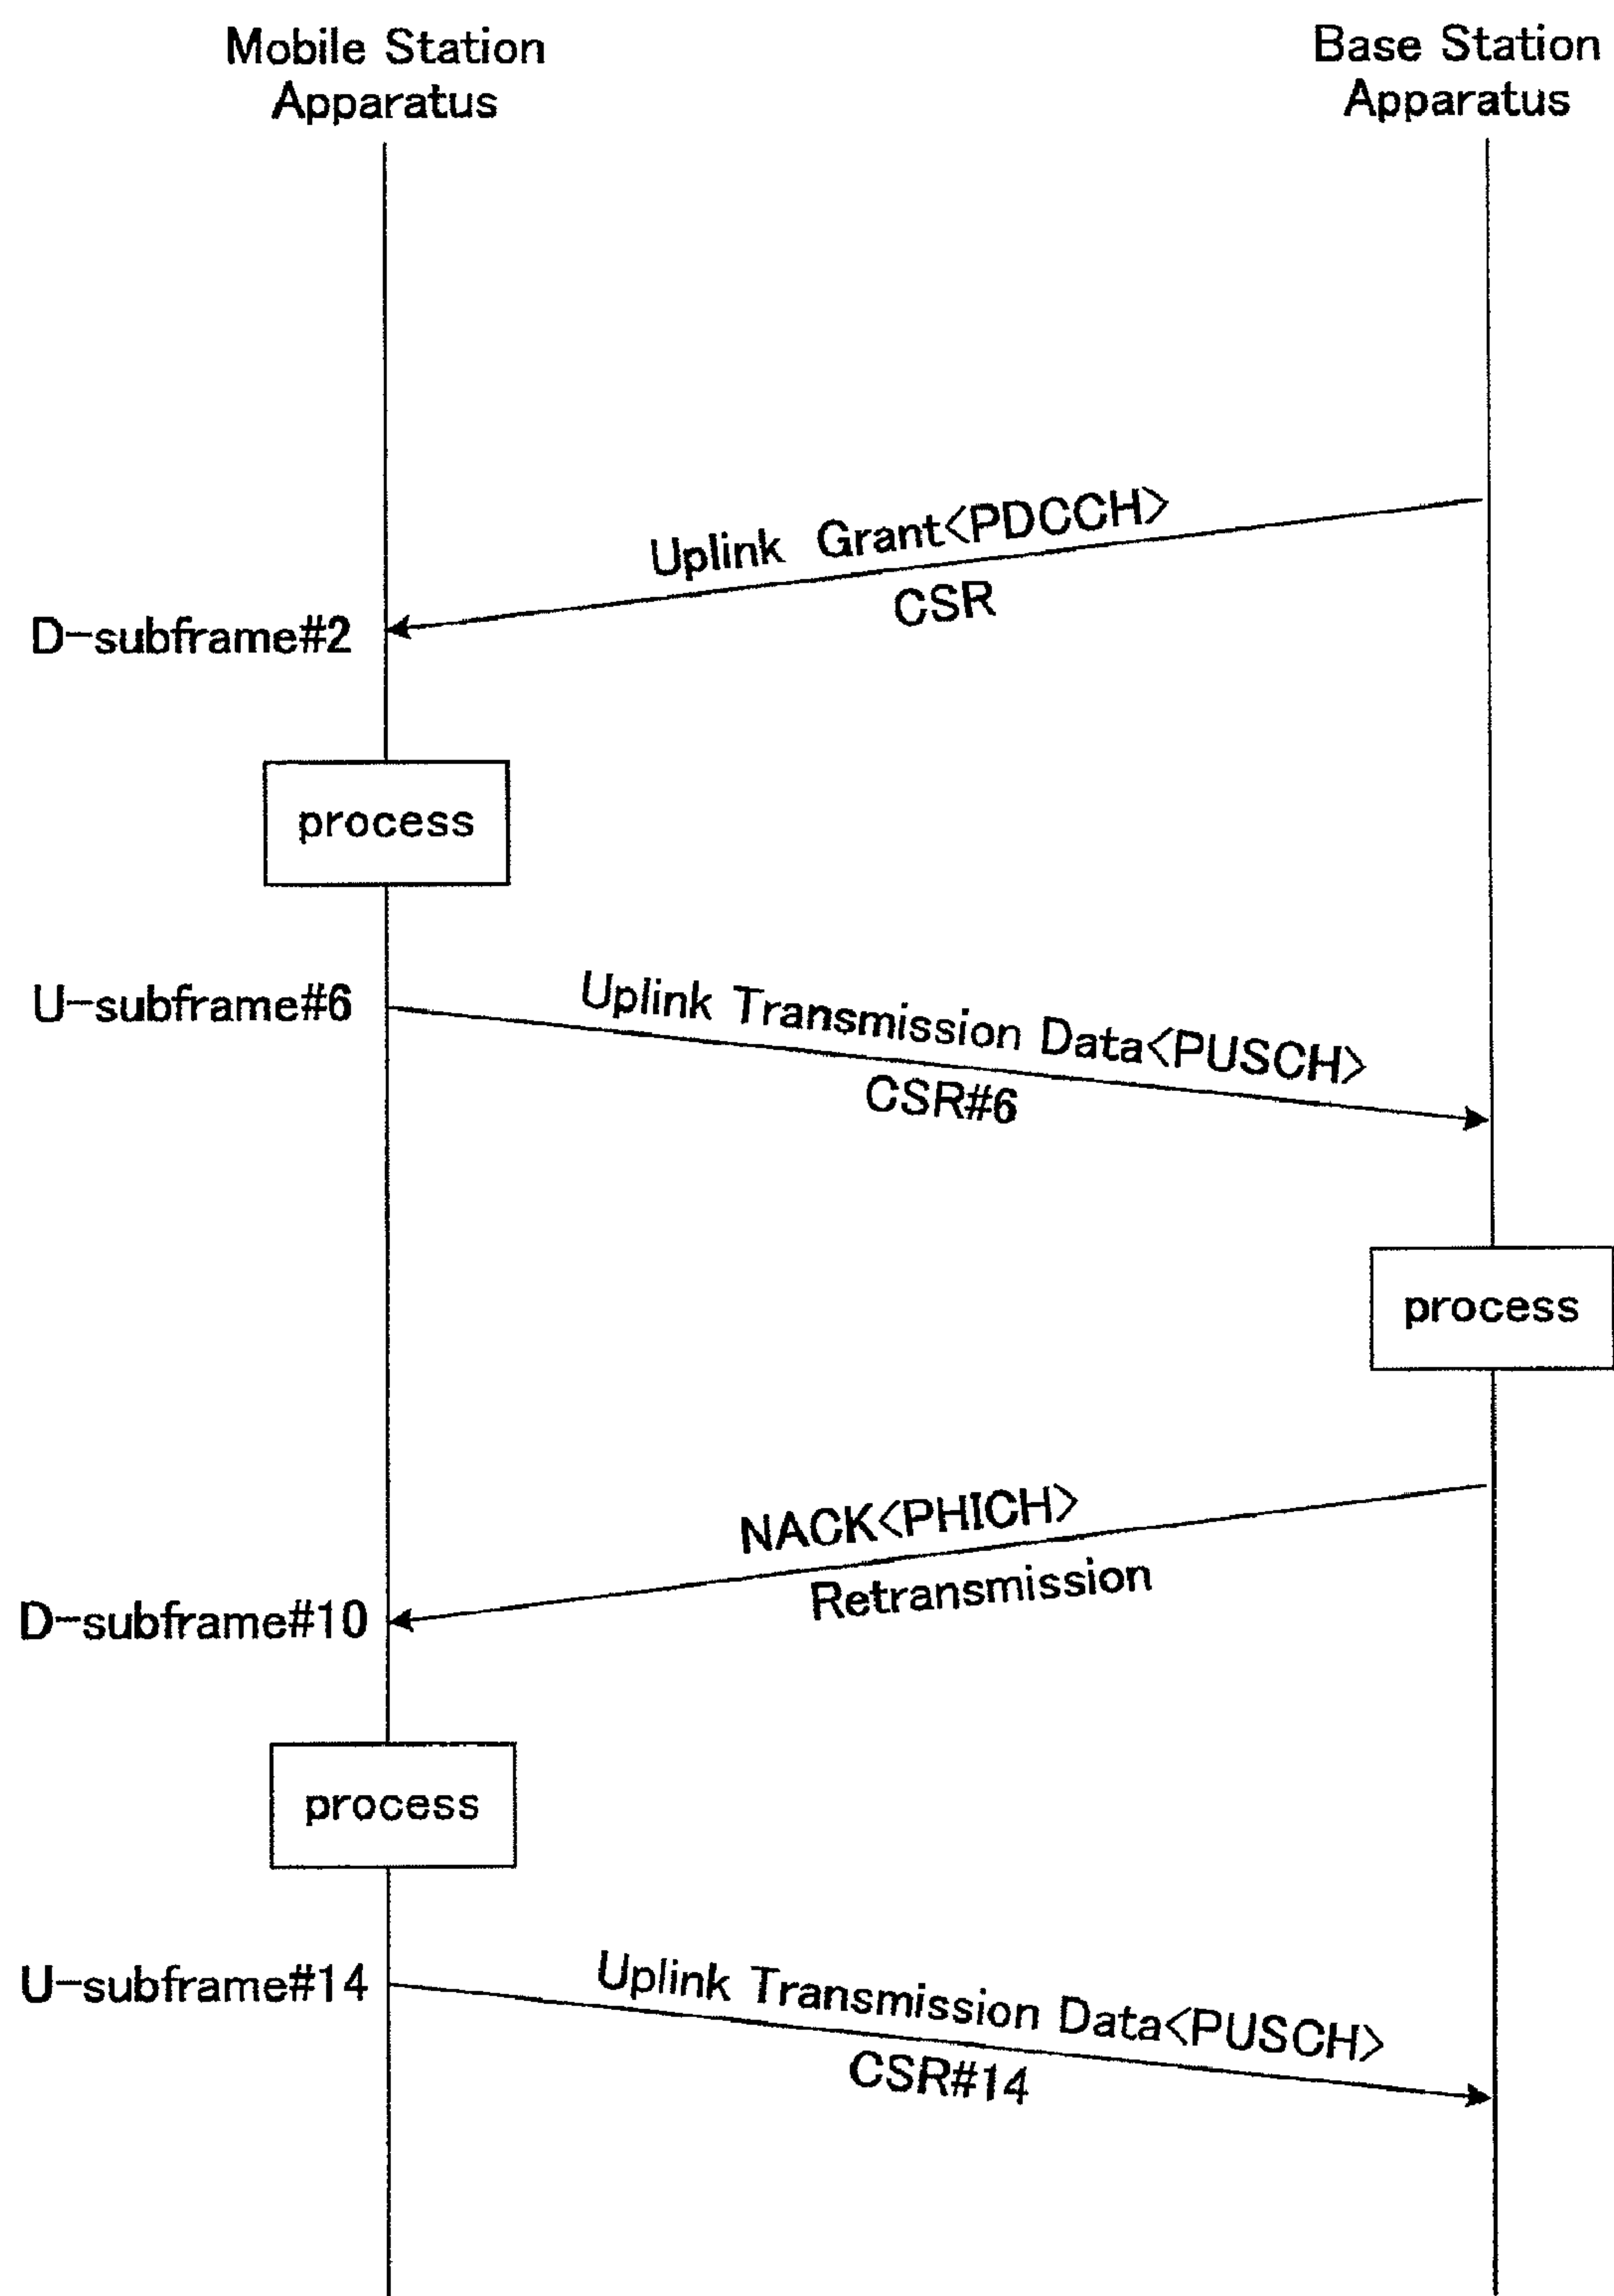 Mobile Station
Apparatus
Base Station
Apparatus
Uplink Grant<PDCCH>
CSR
D-subframe#2
process
U-subframe#6
Uplink Transmission Data<PUSCH>
CSR#6
process
NACK<PHICH>
Retransmission
D-subframe#10
process
U-subframe#14
Uplink Transmission Data<PUSCH>
CSR#14